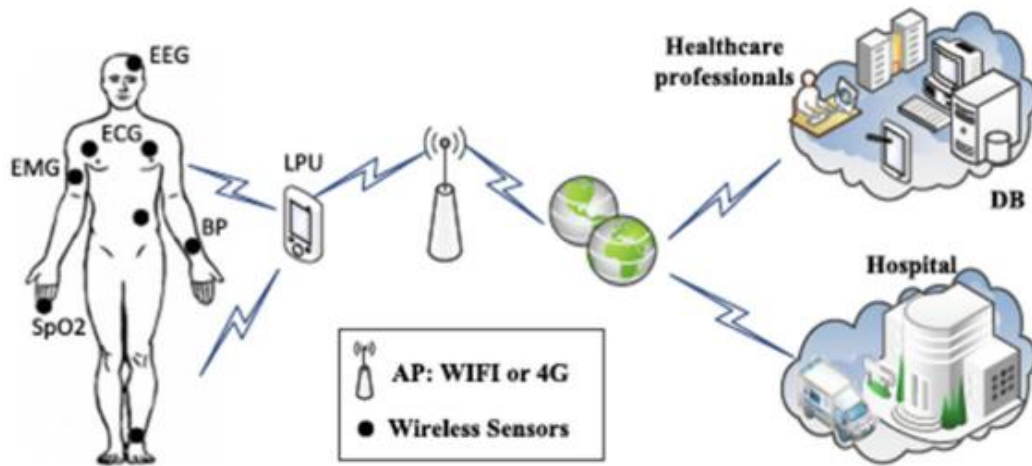 EEG
ECG
EMG
BP
SpO2
LPU
Healthcare
professionals
DB
Hospital
AP: WIFI or 4G
Wireless Sensors